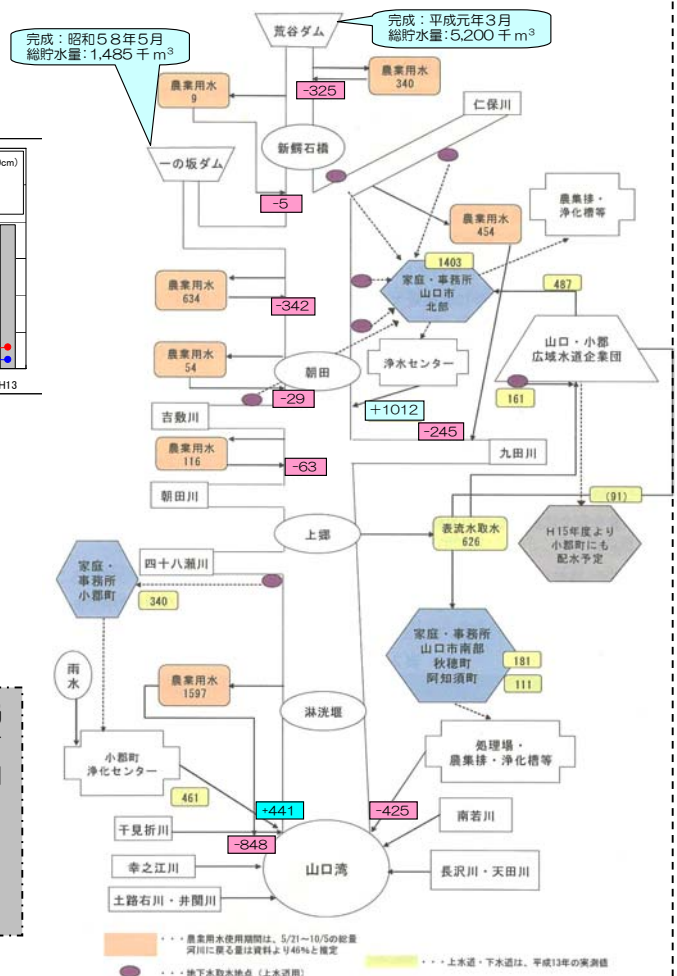 荒谷ダム
完成：昭和５８年５月
総貯水量：1,485 千ｍ³
完成：平成元年３月
総貯水量：5,200 千ｍ³
農業用水
9
-325
農業用水
340
仁保川
新鍔石橋
一の坂ダム
-5
農業用水
454
農集排・
浄化槽等
1403
家庭・事務所
山口市
北部
487
農業用水
634
-342
山口・小郡
広域水道企業団
農業用水
54
朝田
浄水センター
-29
161
吉敷川
+1012
-245
農業用水
116
-63
九田川
朝田川
(91)
上郷
表流水取水
626
H15年度より
小郡町にも
配水予定
家庭・
事務所
小郡町
四十八瀬川
340
家庭・事務所
山口市南部
秋穂町
阿知須町
181
111
雨
水
農業用水
1597
淋洸堰
小郡町
浄化センター
処理場・
農集排・浄化槽等
461
+441
-425
南若川
干見折川
-848
山口湾
幸之江川
長沢川・天田川
土路石川・井関川
・・・農業用水使用期間は、5/21～10/5の総量
河川に戻る量は資料より46%と推定
・・・地下水取水地点（上水道用）
・・・上水道・下水道は、平成13年の実測値
0cm)
H13